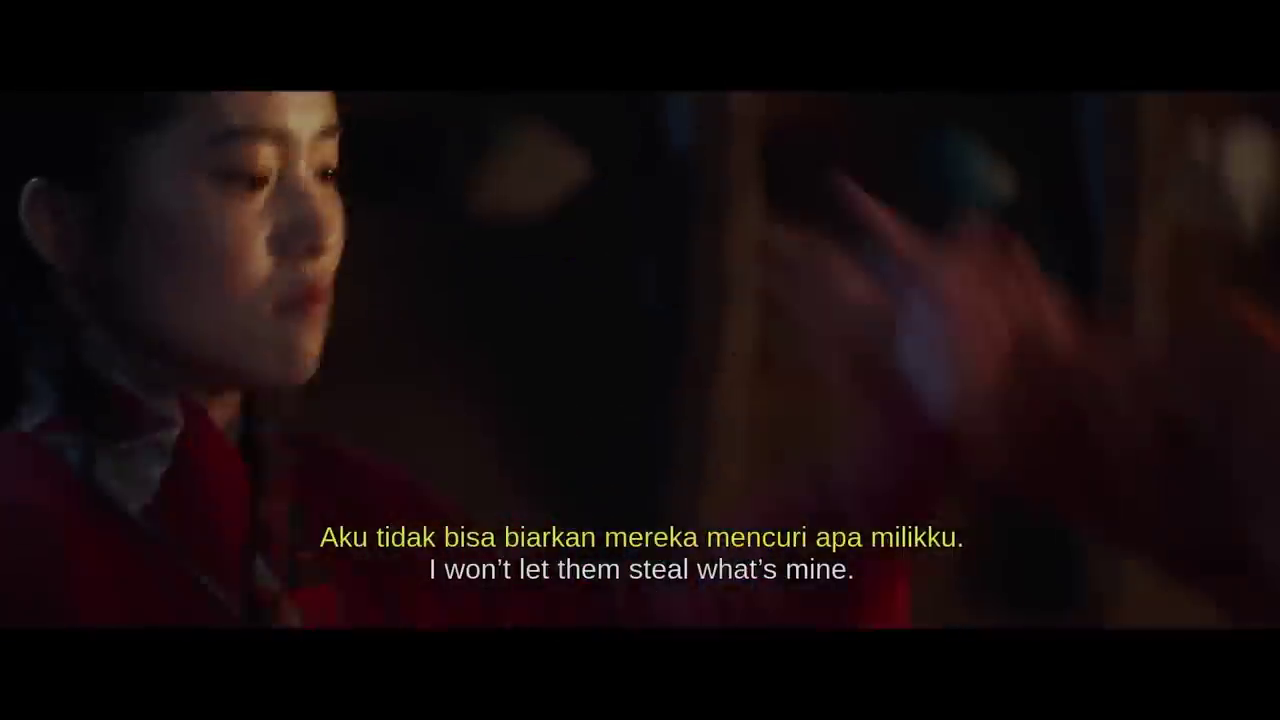 Aku tidak bisa biarkan mereka mencuri apa milikku.
I won’t let them steal what’s mine.